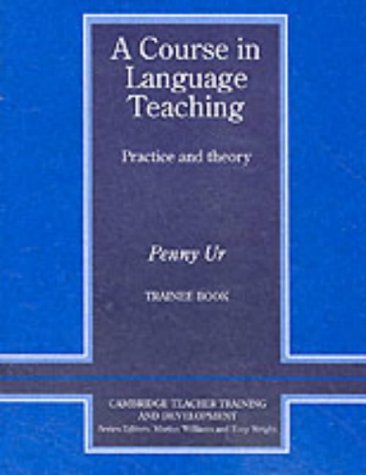 A Course in
Language
Teaching
Practice and theory
Penny Ur
TRAINEE BOOK
CAMBRIDGE TEACHER TRAINING
AND DEVELOPMENT
Series Editors: Marion Williams and Tony Wright